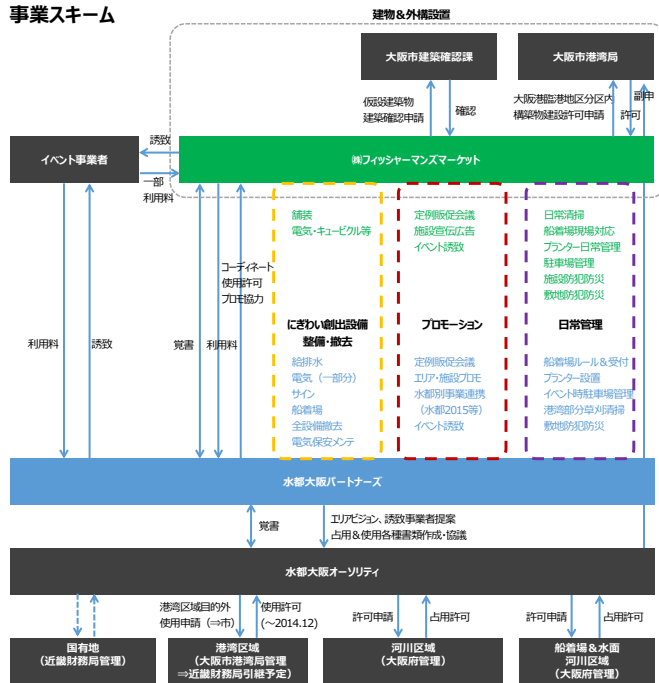 事業スキーム
建物＆外構設置
大阪市建築確認課
大阪市港湾局
仮設建築物
建築確認申請
確認
大阪港臨港地区分区内
構築物建設許可申請
許可
副申
イベント事業者
誘致
一部
利用料
㈱フィッシャーマンズマーケット
舗装
電気・キュービクル等
定例販促会議
施設宣伝広告
イベント誘致
日常清掃
船着場現場対応
プランター日常管理
駐車場管理
施設防犯防災
敷地防犯防災
コーディネート
使用許可
プロモ協力
利用料
誘致
覚書
利用料
にぎわい創出設備
整備・撤去
プロモーション
日常管理
給排水
電気（一部分）
サイン
船着場
全設備撤去
電気保安メンテ
定例販促会議
エリア・施設プロモ
水都別事業連携
（水都2015等）
イベント誘致
船着場ルール＆受付
プランター設置
イベント時駐車場管理
港湾部分草刈清掃
敷地防犯防災
水都大阪パートナーズ
覚書
エリアビジョン、誘致事業者提案
占用＆使用各種書類作成・協議
水都大阪オーソリティ
港湾区域目的外
使用申請（⇒市）
使用許可
（～2014.12）
許可申請
占用許可
許可申請
占用許可
国有地
（近畿財務局管理）
港湾区域
（大阪市港湾局管理
⇒近畿財務局引継予定）
河川区域
（大阪府管理）
船着場＆水面
河川区域
（大阪府管理）